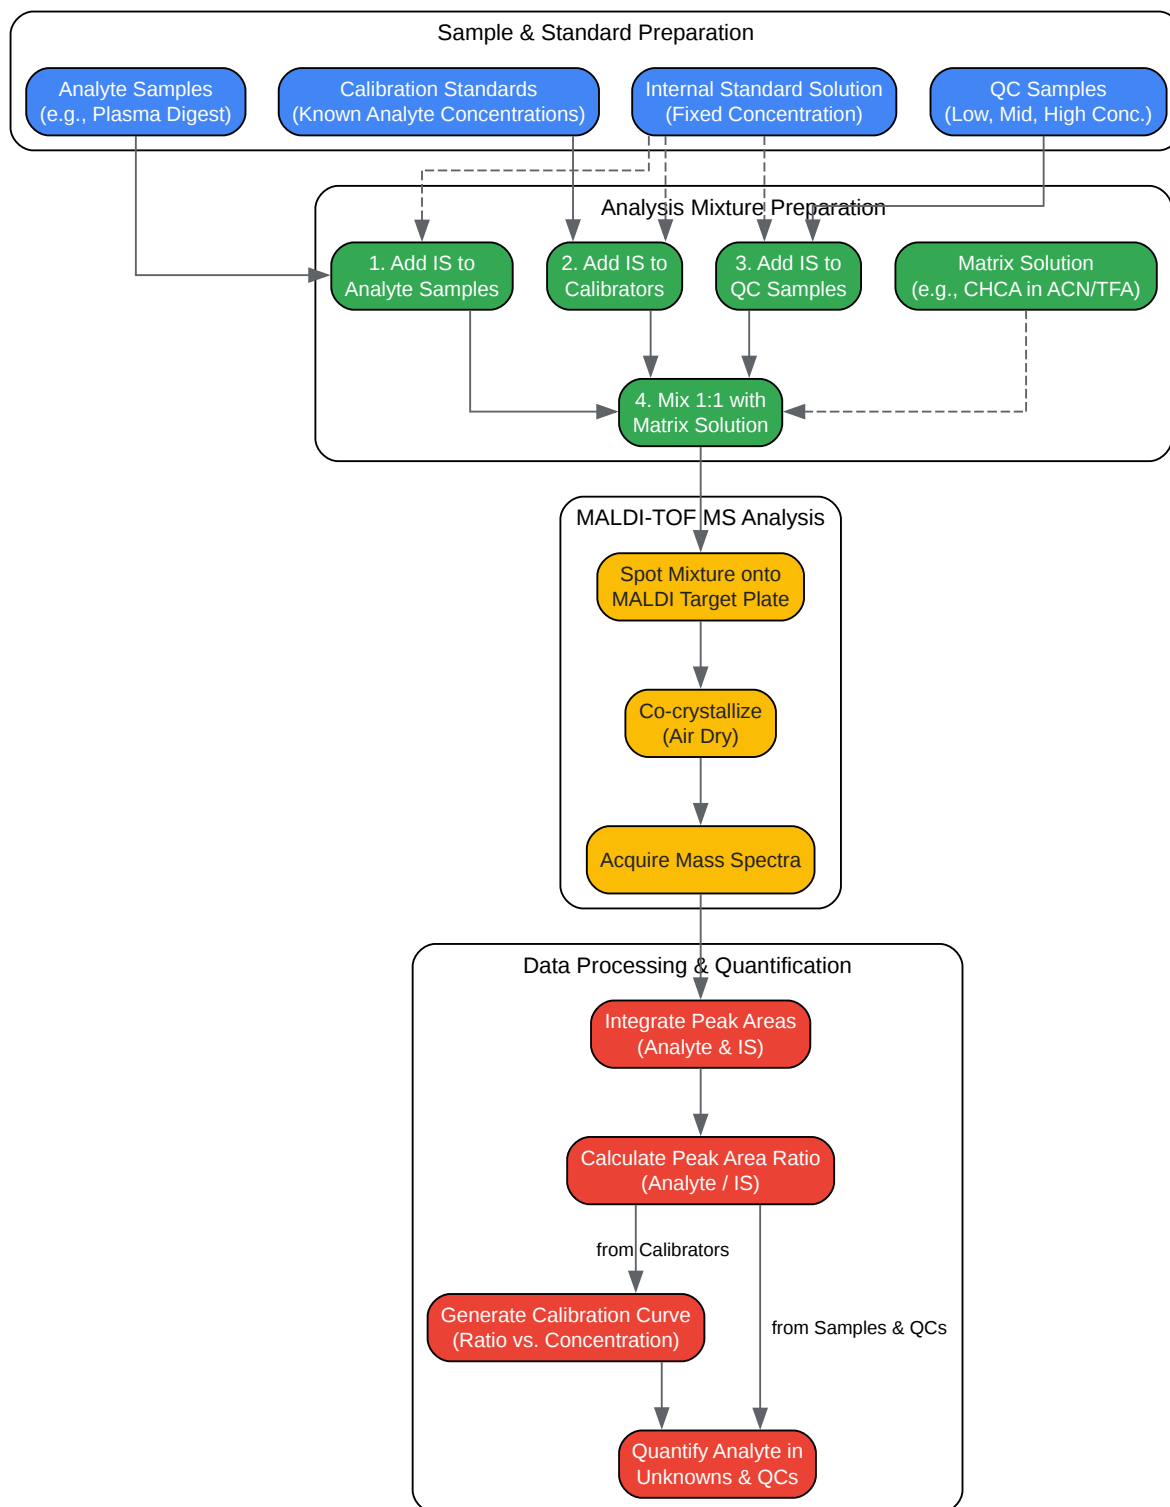 Sample & Standard Preparation
Analyte Samples
(e.g., Plasma Digest)
Calibration Standards
(Known Analyte Concentrations)
Internal Standard Solution
(Fixed Concentration)
QC Samples
(Low, Mid, High Conc.)
Analysis Mixture Preparation
1. Add IS to
Analyte Samples
2. Add IS to
Calibrators
3. Add IS to
QC Samples
Matrix Solution
(e.g., CHCA in ACN/TFA)
4. Mix 1:1 with
Matrix Solution
MALDI-TOF MS Analysis
Spot Mixture onto
MALDI Target Plate
Co-crystallize
(Air Dry)
Acquire Mass Spectra
Data Processing & Quantification
Integrate Peak Areas
(Analyte & IS)
Calculate Peak Area Ratio
(Analyte / IS)
from Calibrators
Generate Calibration Curve
(Ratio vs. Concentration)
from Samples & QCs
Quantify Analyte in
Unknowns & QCs